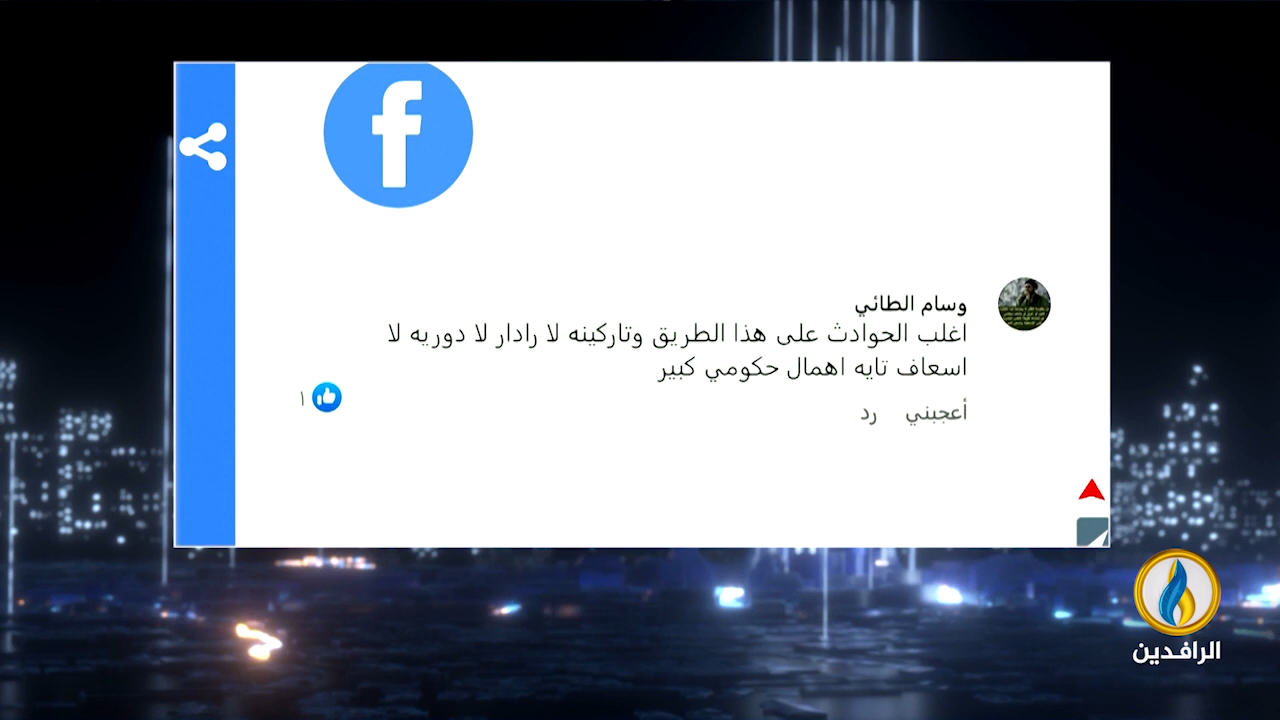 وسام الطائي
اغلب الحوادث على هذا الطريق وتاركينه لا رادار لا دوريه لا
اسعاف تايه اهمال حكومي كبير
١
أعجبني رد
الرافدين